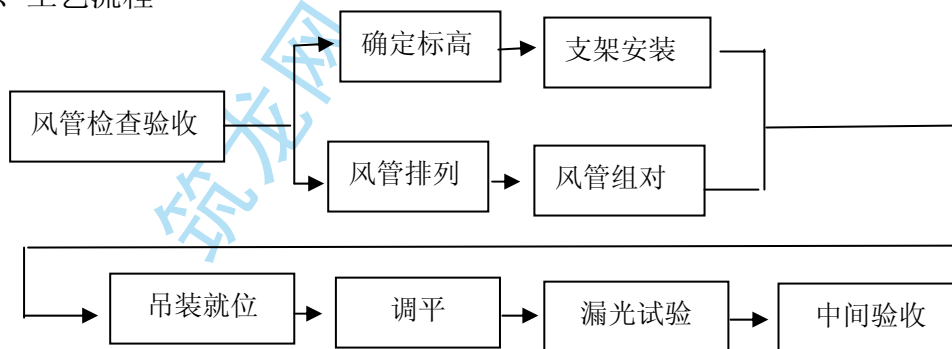 、工艺流程
确定标高
支架安装
风管检查验收
风管排列
风管组对
吊装就位
调平
漏光试验
中间验收
筑龙网